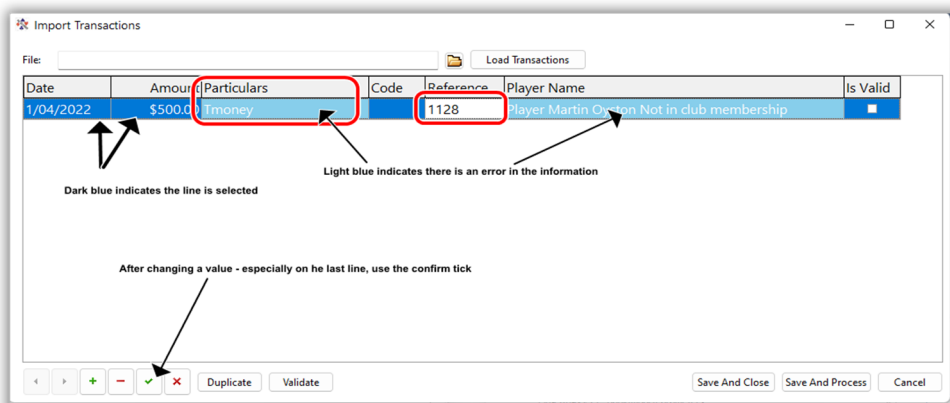 Import Transactions
File:
Load Transactions
Date Amount Particulars Code Reference Player Name Is Valid
1/04/2022 $500.00 Tmoney 1128 Player Martin Oyston Not in club membership
Light blue indicates there is an error in the information
Dark blue indicates the line is selected
After changing a value - especially on he last line, use the confirm tick
Duplicate Validate Save And Close Save And Process Cancel